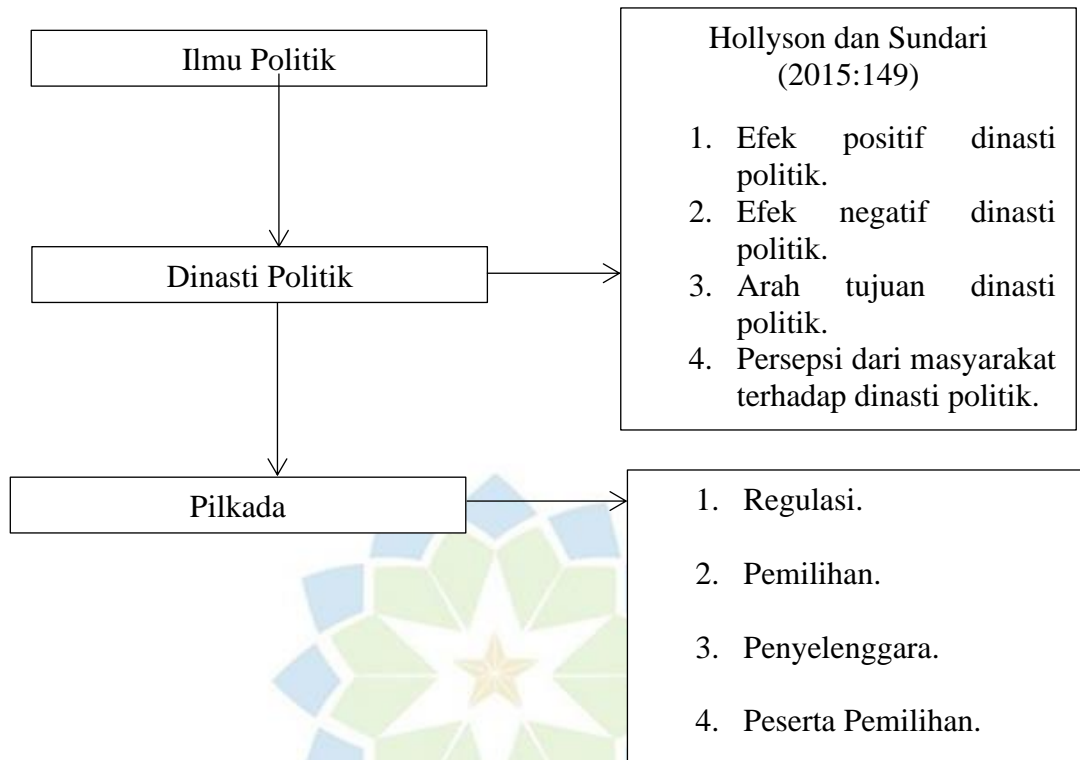 Ilmu Politik
Hollyson dan Sundari
(2015:149)
1. Efek positif dinasti
politik.
2. Efek negatif dinasti
politik.
3. Arah tujuan dinasti
politik.
4. Persepsi dari masyarakat
terhadap dinasti politik.
Dinasti Politik
Pilkada
1. Regulasi.
2. Pemilihan.
3. Penyelenggara.
4. Peserta Pemilihan.